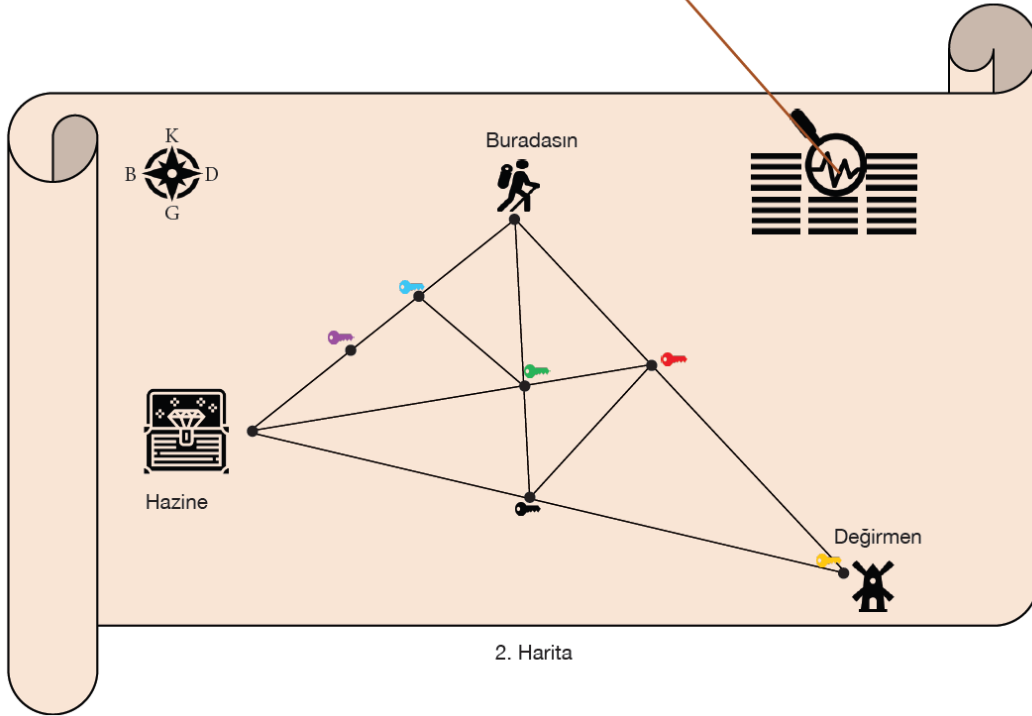 Buradasın
K
B D
G
Hazine
Değirmen
2. Harita